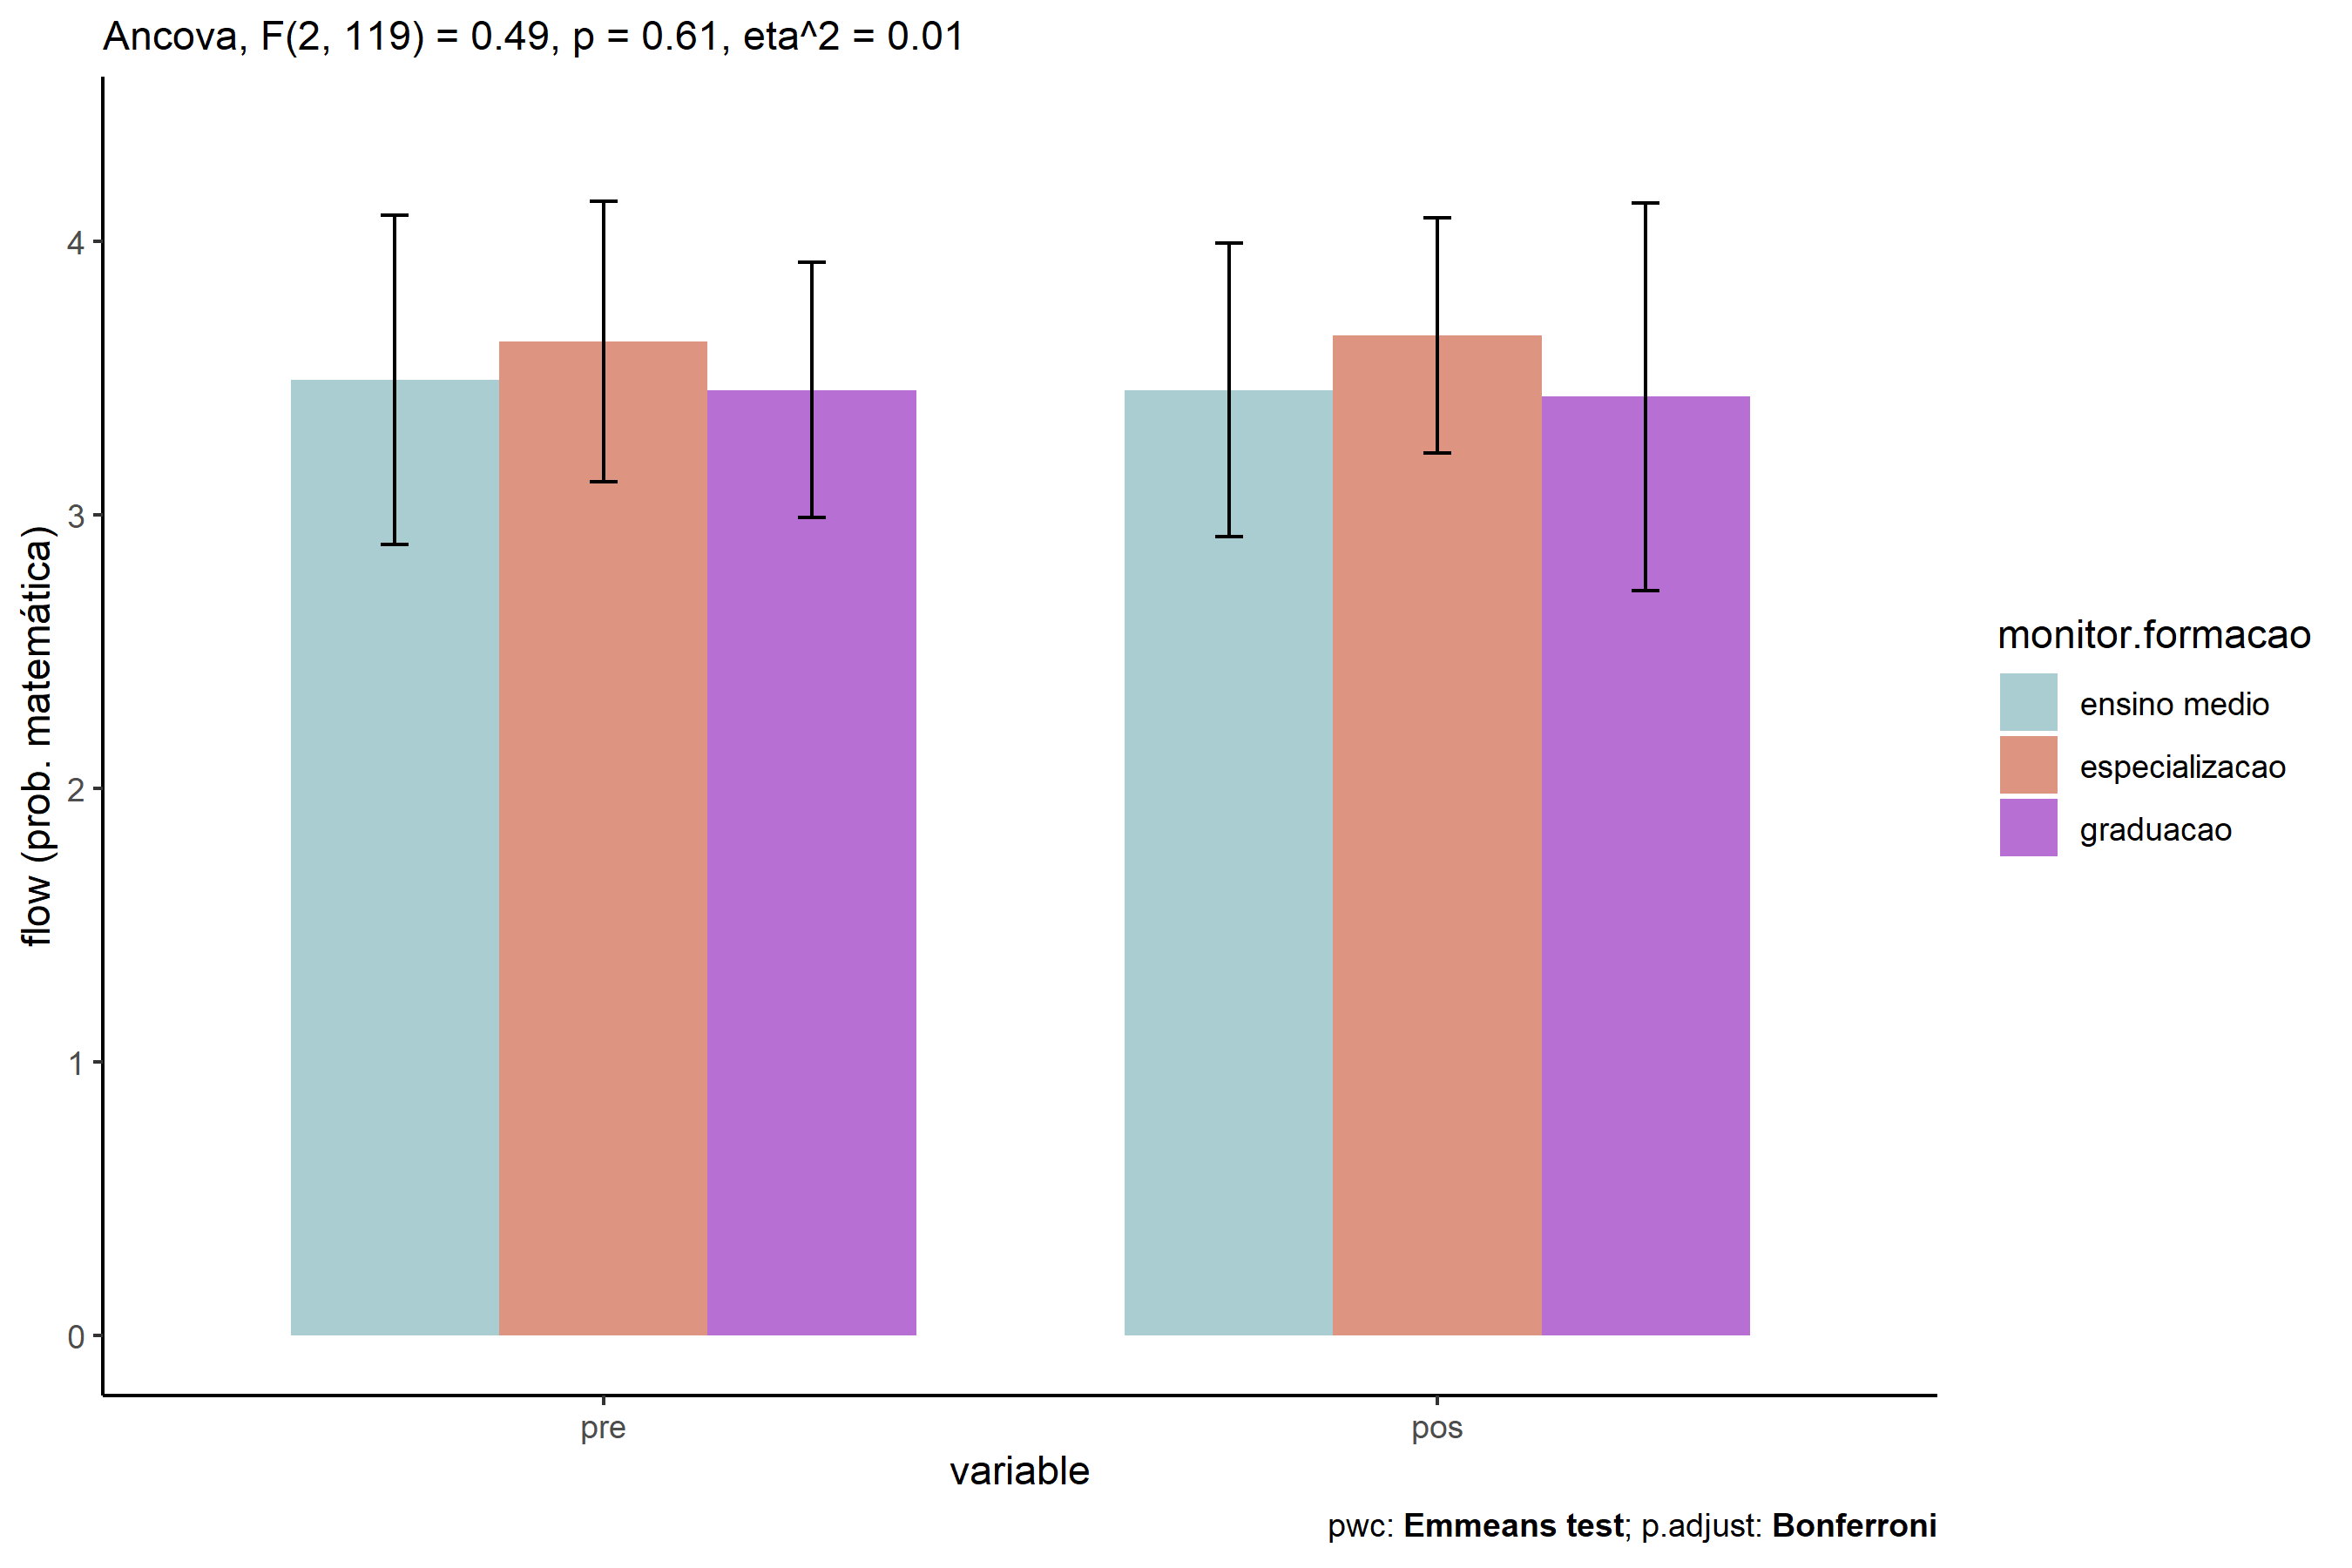 Ancova, F(2, 119) = 0.49, p = 0.61, eta^2 = 0.01
flow (prob. matemática)
4
3
2
1
0
pre
pos
variable
monitor.formacao
ensino medio
especializacao
graduacao
pwc: Emmeans test; p.adjust: Bonferroni